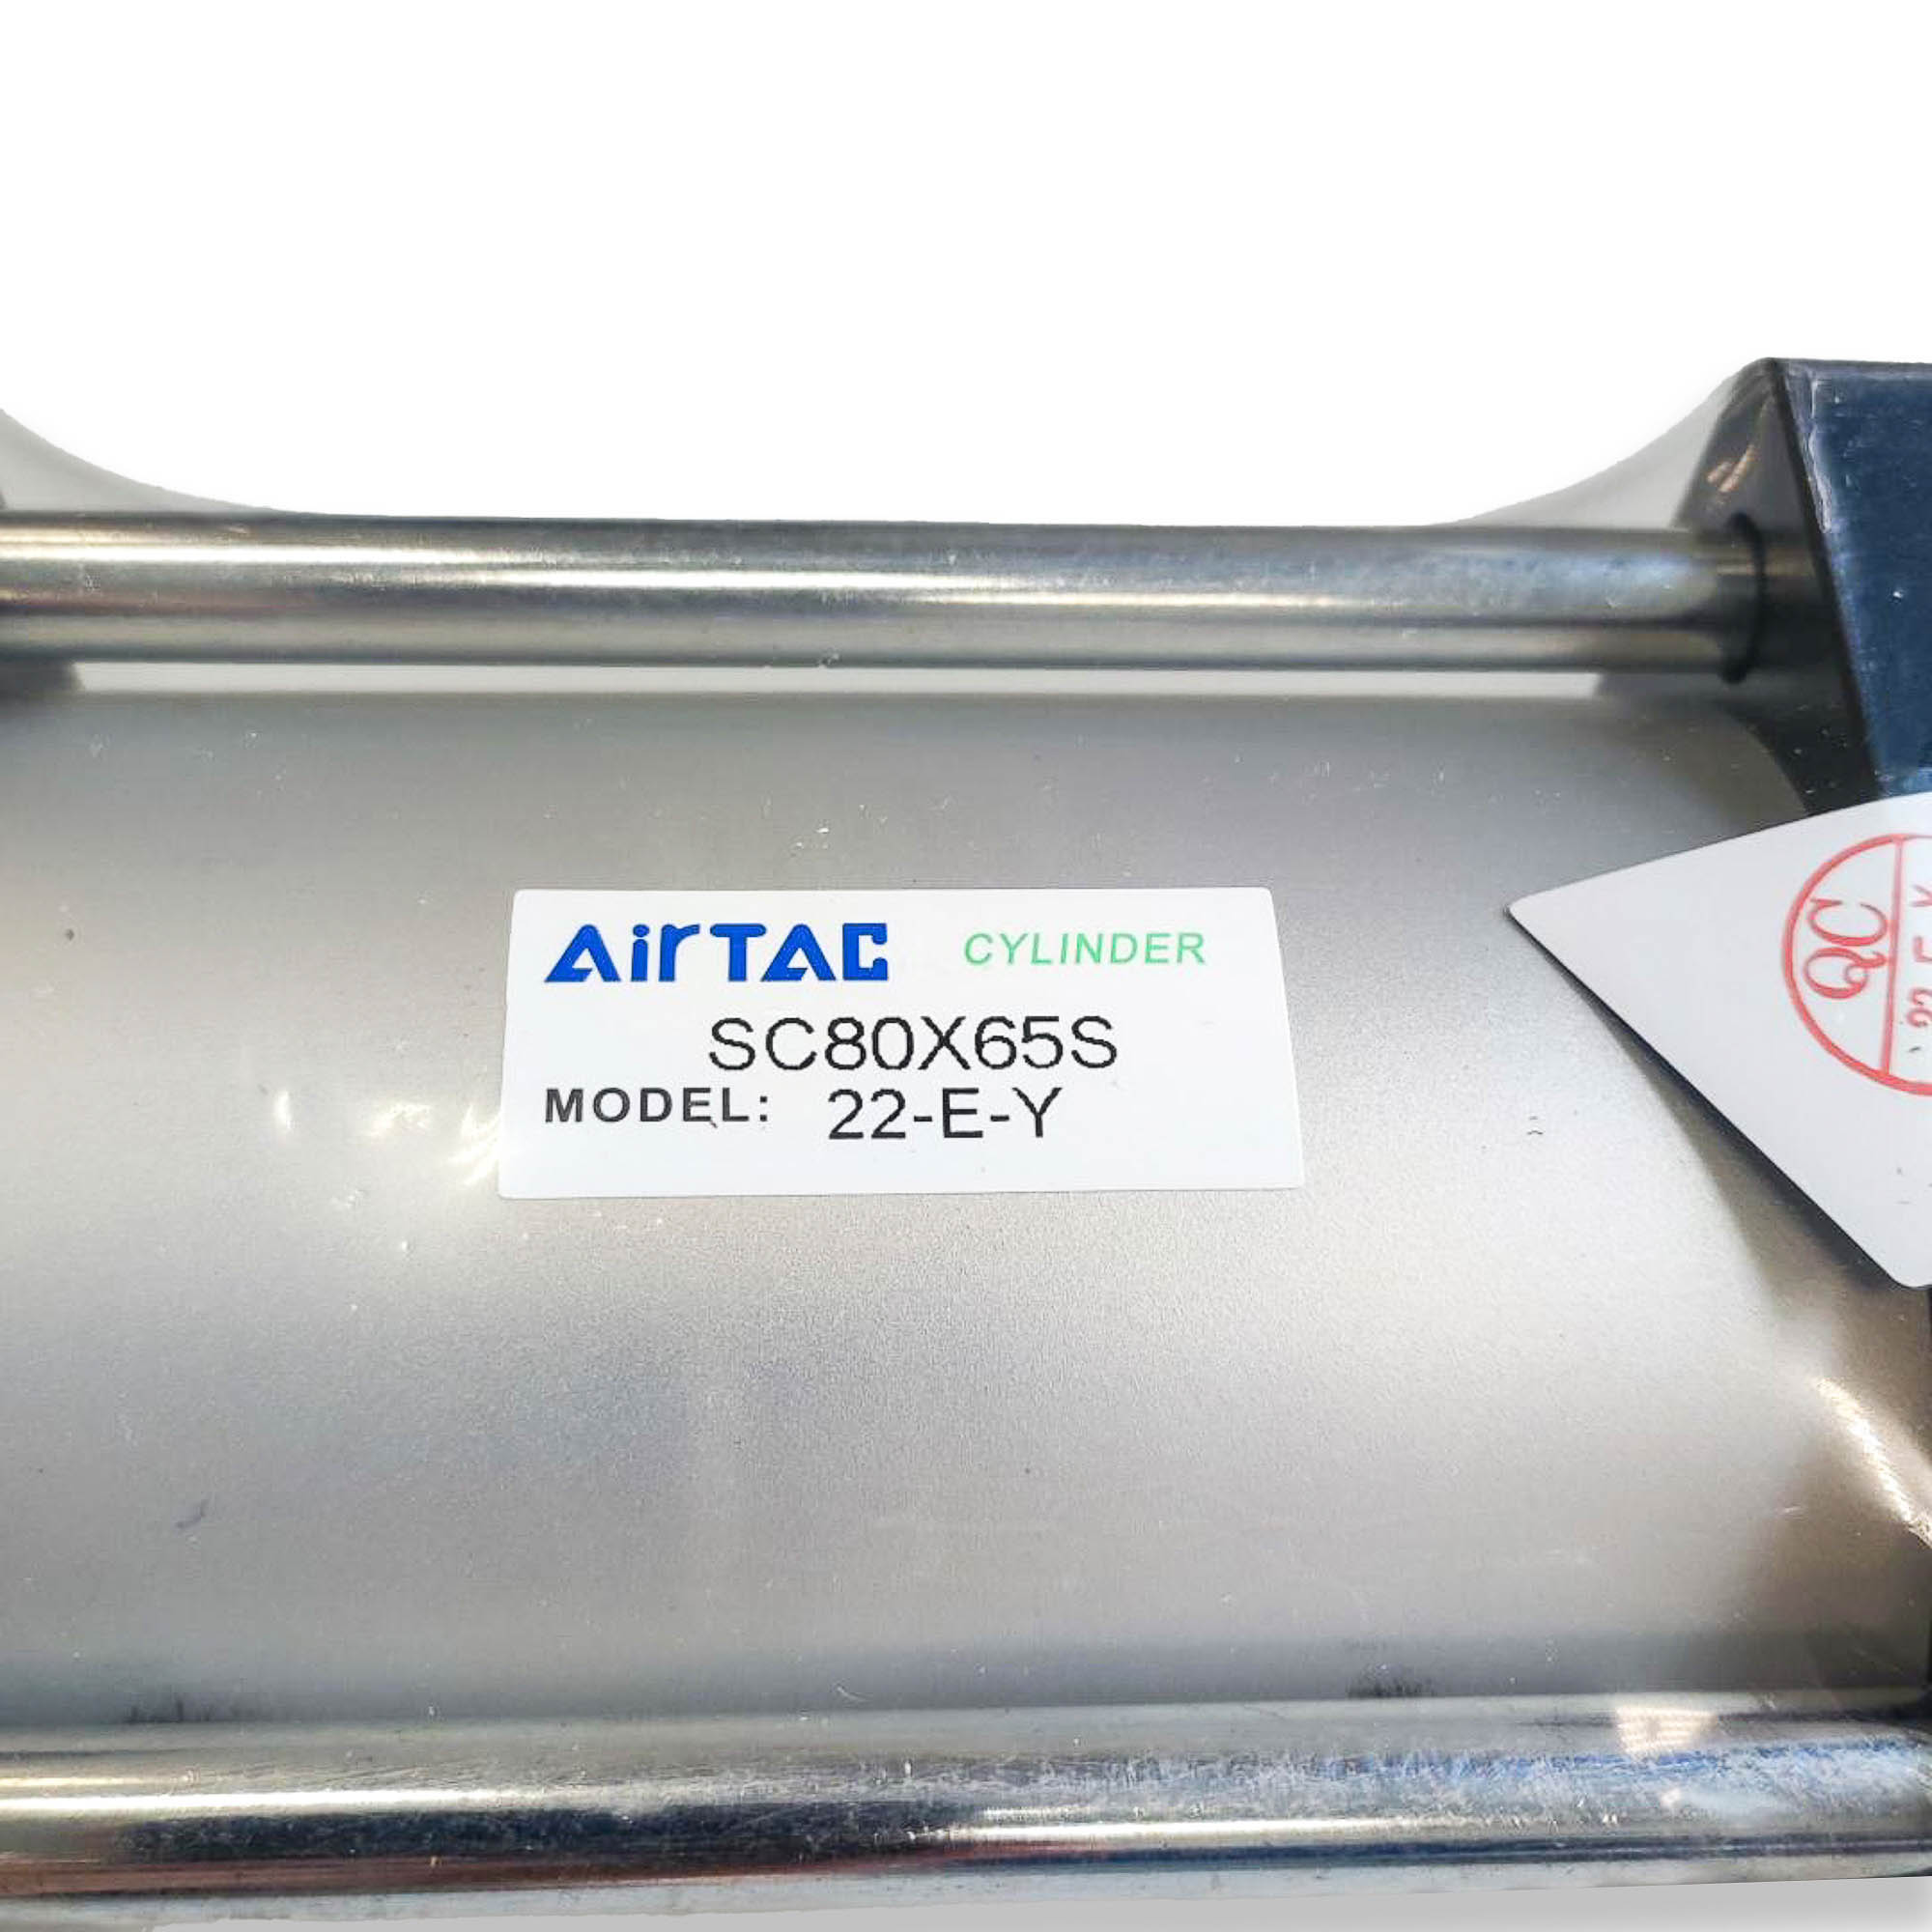 AirTAC CYLINDER
SC80X65S
MODEL: 22-E-Y
QC